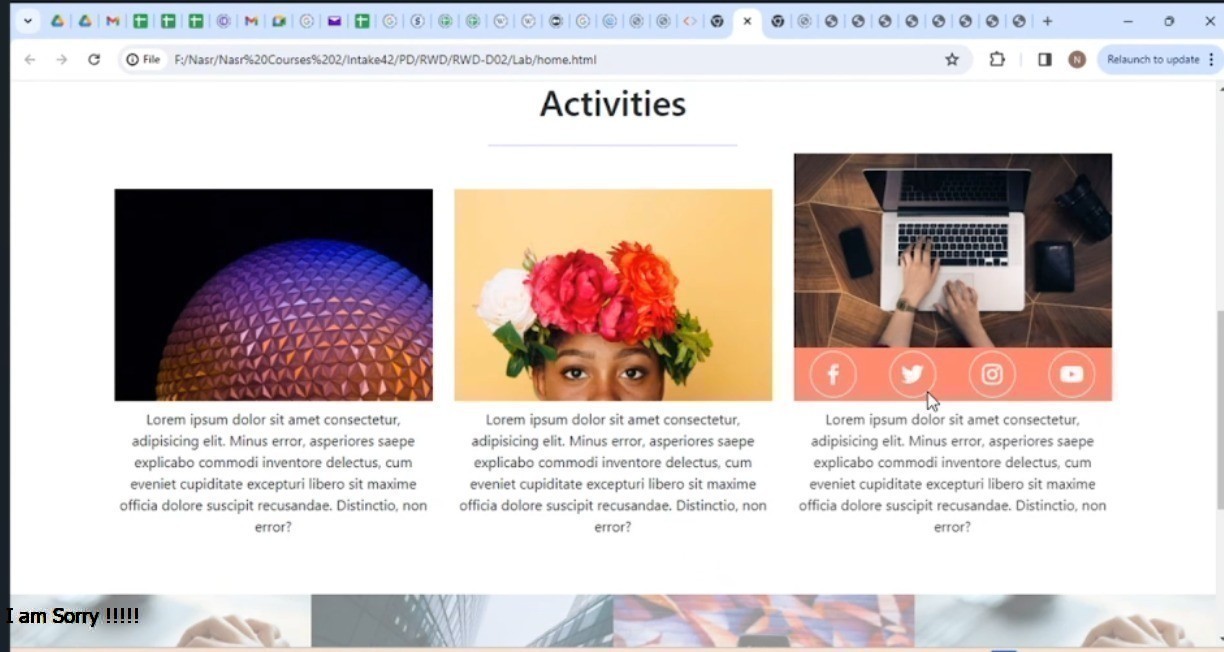 File
F:/Nasr/Nasr%20Courses%202/Intake42/PD/RWD/RWD-D02/Lab/home.html
Relaunch to update
N
Activities
Lorem ipsum dolor sit amet consectetur,
adipisicing elit. Minus error, asperiores saepe
explicabo commodi inventore delectus, cum
eveniet cupiditate excepturi libero sit maxime
officia dolore suscipit recusandae. Distinctio, non
error?
Lorem ipsum dolor sit amet consectetur,
adipisicing elit. Minus error, asperiores saepe
explicabo commodi inventore delectus, cum
eveniet cupiditate excepturi libero sit maxime
officia dolore suscipit recusandae. Distinctio, non
error?
Lorem ipsum dolor sit amet consectetur,
adipisicing elit. Minus error, asperiores saepe
explicabo commodi inventore delectus, cum
eveniet cupiditate excepturi libero sit maxime
officia dolore suscipit recusandae. Distinctio, non
error?
I am Sorry !!!!!